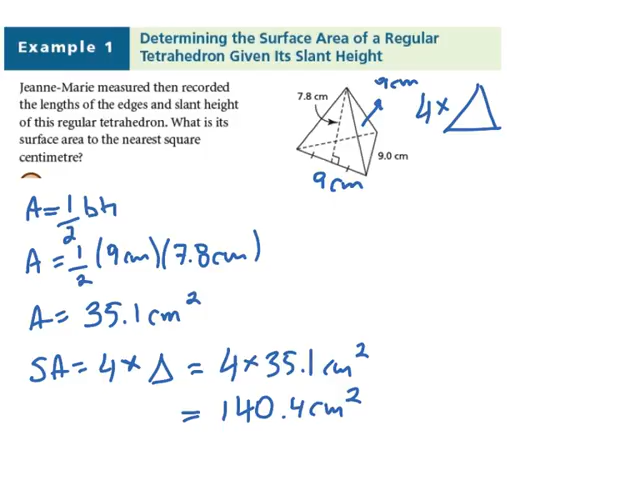 Example 1
Determining the Surface Area of a Regular
Tetrahedron Given Its Slant Height
Jeanne-Marie measured then recorded
the lengths of the edges and slant height
of this regular tetrahedron. What is its
surface area to the nearest square
centimetre?
7.8 cm
9cm
4×
9.0 cm
9cm
A=1/2 bh
A=1/2 (9cm)(7.8cm)
A= 35.1cm²
SA= 4× Δ = 4×35.1cm²
= 140.4cm²